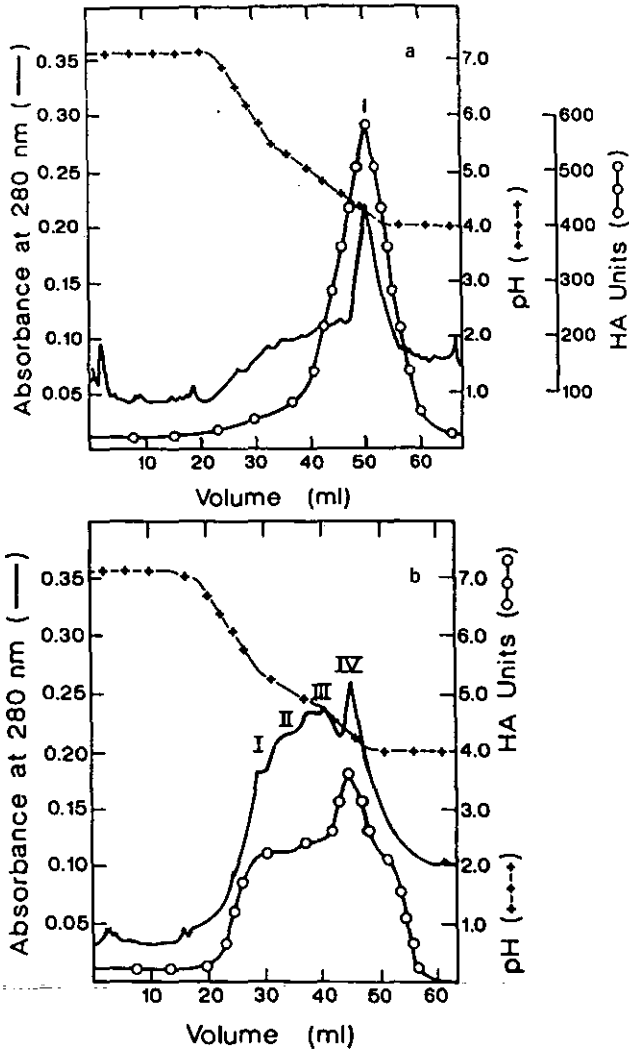 a
I
Absorbance at 280 nm (——)
0.35
0.30
0.25
0.20
0.15
0.10
0.05
7.0
6.0
5.0
4.0
3.0
2.0
1.0
pH (+--+--+)
600
500
400
300
200
100
HA Units (o-o-o)
10 20 30 40 50 60
Volume (ml)
b
I
II
III
IV
Absorbance at 280 nm (——)
0.35
0.30
0.25
0.20
0.15
0.10
0.05
7.0
6.0
5.0
4.0
3.0
2.0
1.0
HA Units (o-o-o)
pH (+-+-+)
10 20 30 40 50 60
Volume (ml)